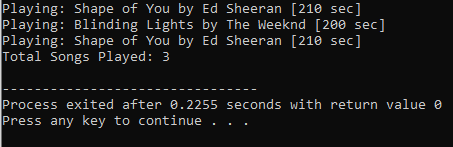 Playing: Shape of You by Ed Sheeran [210 sec]
Playing: Blinding Lights by The Weeknd [200 sec]
Playing: Shape of You by Ed Sheeran [210 sec]
Total Songs Played: 3
--------------------------------
Process exited after 0.2255 seconds with return value 0
Press any key to continue . . .